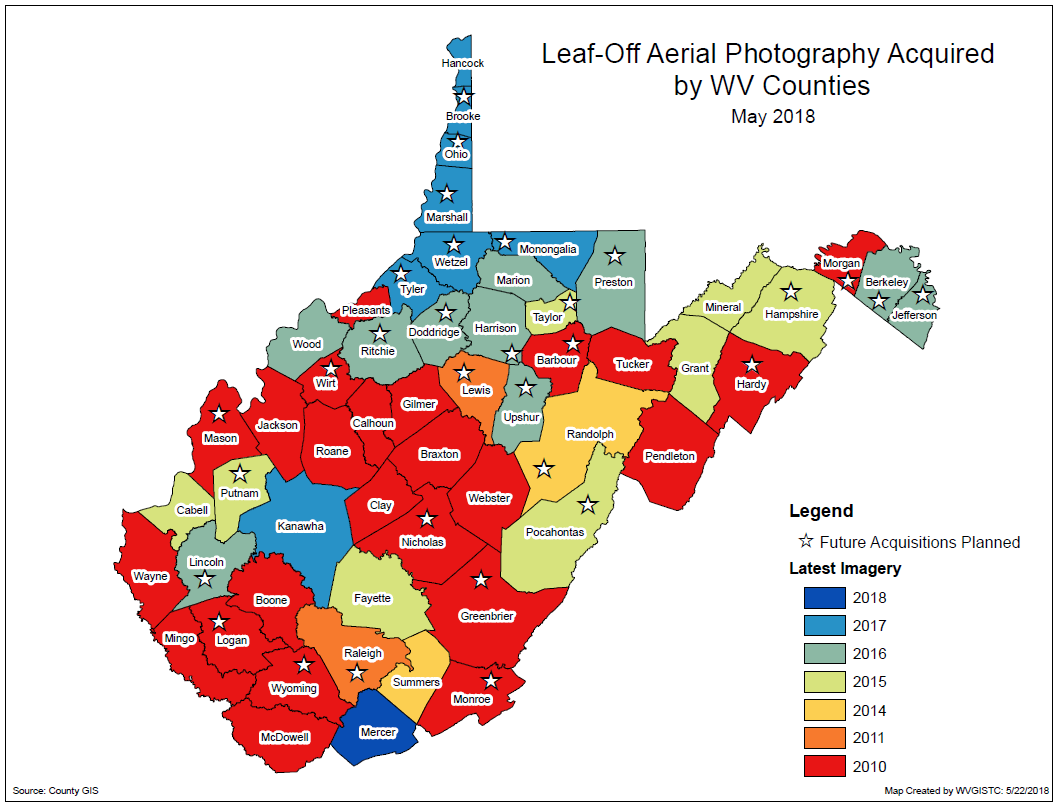 Leaf-Off Aerial Photography Acquired
by WV Counties
May 2018
Hancock
Brooke
Ohio
Marshall
Wetzel
Monongalia
Tyler
Marion
Preston
Pleasants
Doddridge
Harrison
Taylor
Mineral
Hampshire
Morgan
Berkeley
Jefferson
Wood
Ritchie
Barbour
Tucker
Grant
Hardy
Wirt
Lewis
Gilmer
Upshur
Mason
Jackson
Calhoun
Roane
Braxton
Randolph
Pendleton
Putnam
Cabell
Kanawha
Clay
Webster
Nicholas
Pocahontas
Lincoln
Wayne
Boone
Fayette
Greenbrier
Mingo
Logan
Raleigh
Wyoming
Summers
Monroe
McDowell
Mercer
Legend
Future Acquisitions Planned
Latest Imagery
2018
2017
2016
2015
2014
2011
2010
Source: County GIS
Map Created by WVGISTC: 5/22/2018